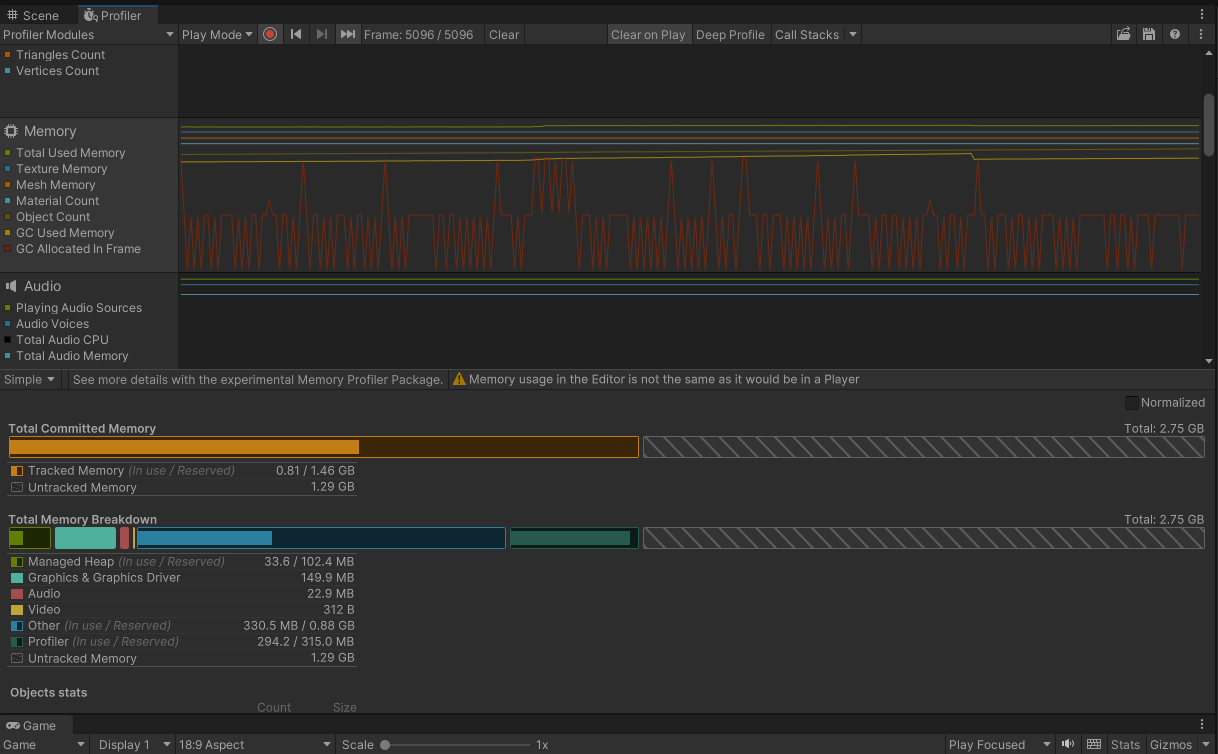 Scene Profiler
Profiler Modules Play Mode Frame: 5096 / 5096 Clear Clear on Play Deep Profile Call Stacks
Triangles Count
Vertices Count
Memory
Total Used Memory
Texture Memory
Mesh Memory
Material Count
Object Count
GC Used Memory
GC Allocated In Frame
Audio
Playing Audio Sources
Audio Voices
Total Audio CPU
Total Audio Memory
Simple See more details with the experimental Memory Profiler Package. Memory usage in the Editor is not the same as it would be in a Player
Normalized
Total Committed Memory Total: 2.75 GB
Tracked Memory (In use / Reserved) 0.81 / 1.46 GB
Untracked Memory 1.29 GB
Total Memory Breakdown Total: 2.75 GB
Managed Heap (In use / Reserved) 33.6 / 102.4 MB
Graphics & Graphics Driver 149.9 MB
Audio 22.9 MB
Video 312 B
Other (In use / Reserved) 330.5 MB / 0.88 GB
Profiler (In use / Reserved) 294.2 / 315.0 MB
Untracked Memory 1.29 GB
Objects stats
Count Size
Game
Game Display 1 18:9 Aspect Scale 1x Play Focused Stats Gizmos